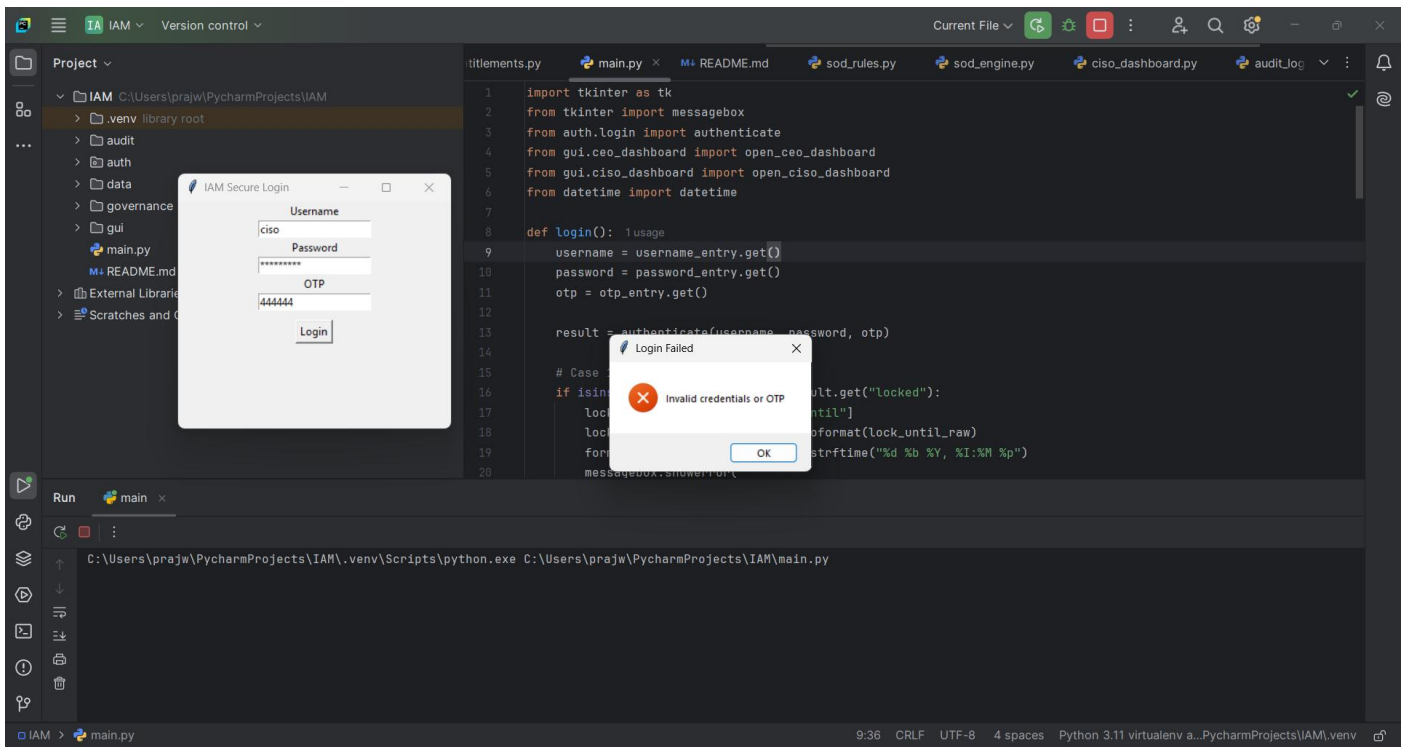 IA IAM Version control
Current File
Project
titlements.py main.py README.md sod_rules.py sod_engine.py ciso_dashboard.py audit_log
IAM C:\Users\prajw\PycharmProjects\IAM
.venv library root
audit
auth
data
governance
gui
main.py
README.md
External Librarie
Scratches and
IAM Secure Login
Username
ciso
Password
*********
OTP
444444
Login
1 import tkinter as tk
2 from tkinter import messagebox
3 from auth.login import authenticate
4 from gui.ceo_dashboard import open_ceo_dashboard
5 from gui.ciso_dashboard import open_ciso_dashboard
6 from datetime import datetime
7
8 def login(): 1 usage
9 username = username_entry.get()
10 password = password_entry.get()
11 otp = otp_entry.get()
12
13 result = authenticate(username, password, otp)
14
15 # Case
16 if isins ult.get("locked"):
17 loc ntil"]
18 loc oformat(lock_until_raw)
19 for strftime("%d %b %Y, %I:%M %p")
20 messagebox.showerror(
Login Failed
Invalid credentials or OTP
OK
Run main
C:\Users\prajw\PycharmProjects\IAM\.venv\Scripts\python.exe C:\Users\prajw\PycharmProjects\IAM\main.py
IAM > main.py
9:36 CRLF UTF-8 4 spaces Python 3.11 virtualenv a...PycharmProjects\IAM\.venv